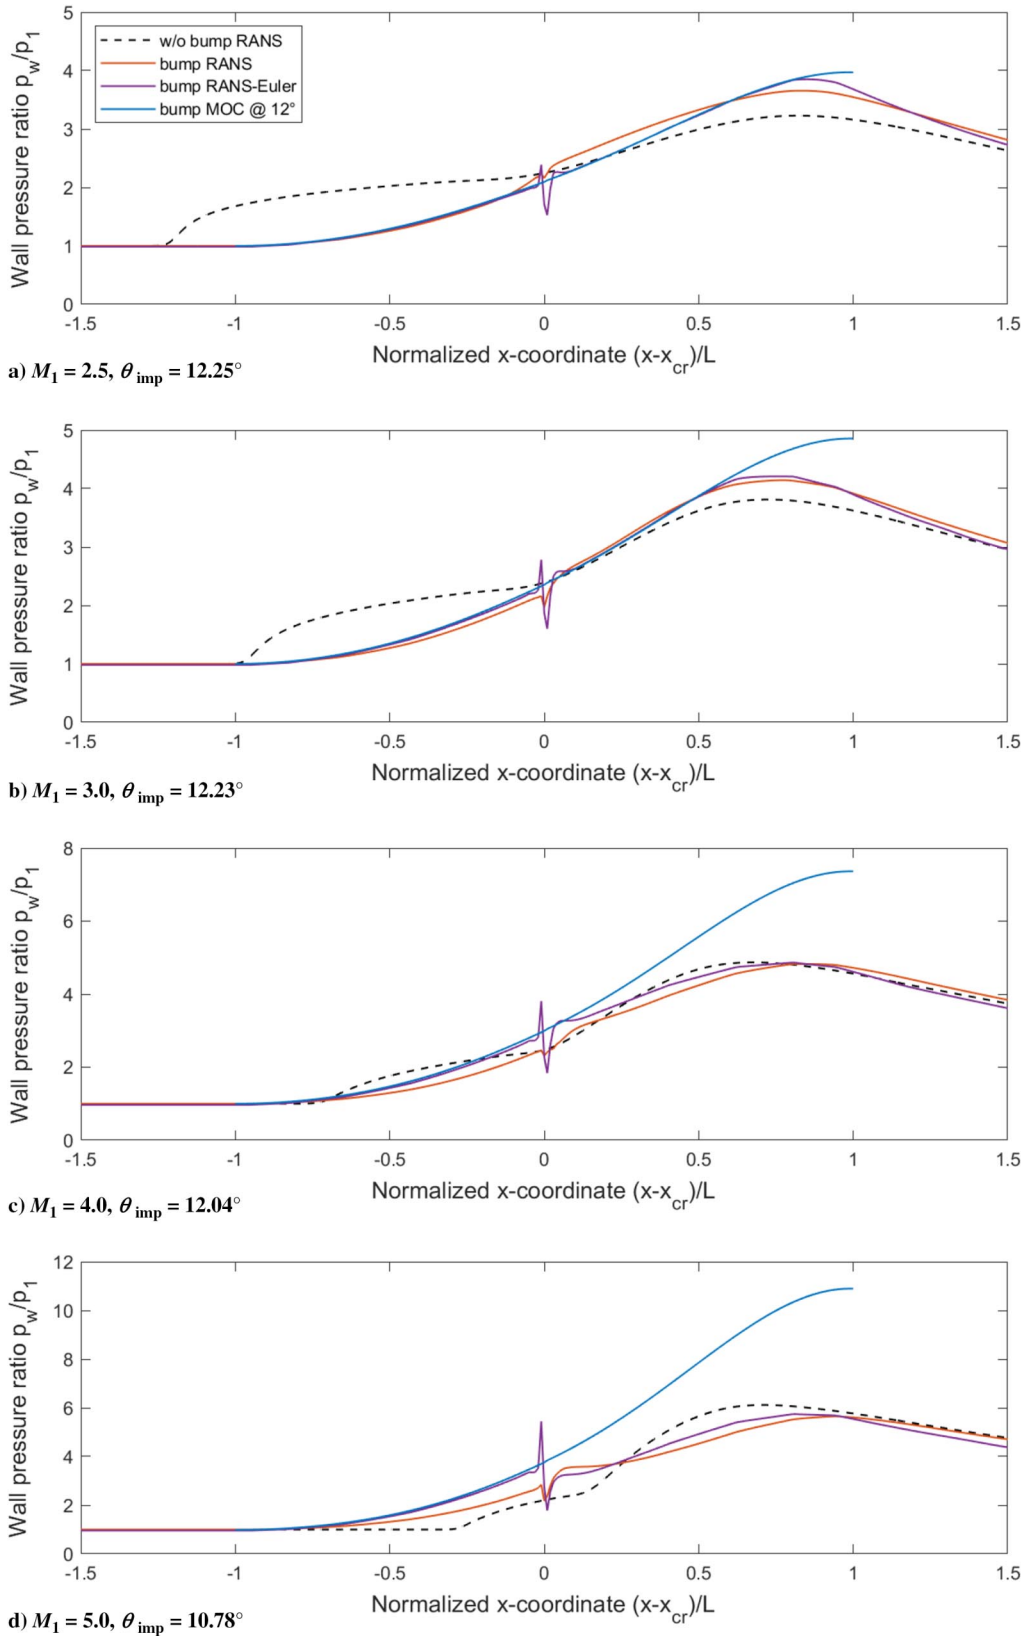 5
4
3
2
1
0
Wall pressure ratio p_w/p_1
w/o bump RANS
bump RANS
bump RANS-Euler
bump MOC @ 12°
-1.5 -1 -0.5 0 0.5 1 1.5
Normalized x-coordinate (x-x_cr)/L
a) M_1 = 2.5, θ_imp = 12.25°
5
4
3
2
1
0
Wall pressure ratio p_w/p_1
-1.5 -1 -0.5 0 0.5 1 1.5
Normalized x-coordinate (x-x_cr)/L
b) M_1 = 3.0, θ_imp = 12.23°
8
6
4
2
0
Wall pressure ratio p_w/p_1
-1.5 -1 -0.5 0 0.5 1 1.5
Normalized x-coordinate (x-x_cr)/L
c) M_1 = 4.0, θ_imp = 12.04°
12
10
8
6
4
2
0
Wall pressure ratio p_w/p_1
-1.5 -1 -0.5 0 0.5 1 1.5
Normalized x-coordinate (x-x_cr)/L
d) M_1 = 5.0, θ_imp = 10.78°